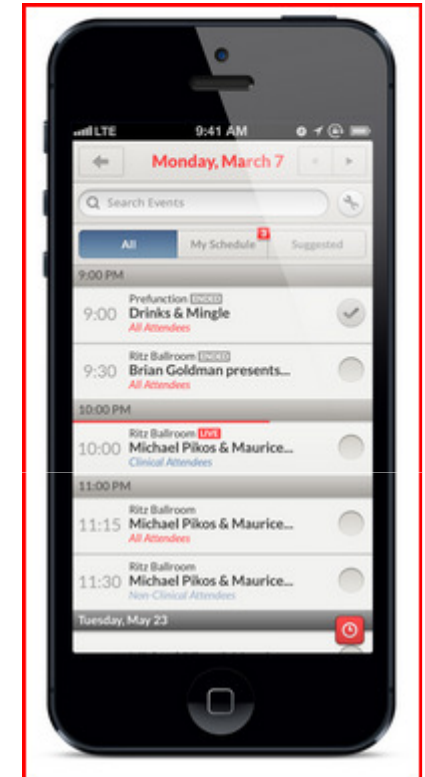 LTE 9:41 AM
Monday, March 7
Search Events
All My Schedule 3 Suggested
9:00 PM
Prefunction ENDED
9:00 Drinks & Mingle
All Attendees
Ritz Ballroom ENDED
9:30 Brian Goldman presents...
All Attendees
10:00 PM
Ritz Ballroom LIVE
10:00 Michael Pikos & Maurice...
Clinical Attendees
11:00 PM
Ritz Ballroom
11:15 Michael Pikos & Maurice...
All Attendees
Ritz Ballroom
11:30 Michael Pikos & Maurice...
Non-Clinical Attendees
Tuesday, May 23